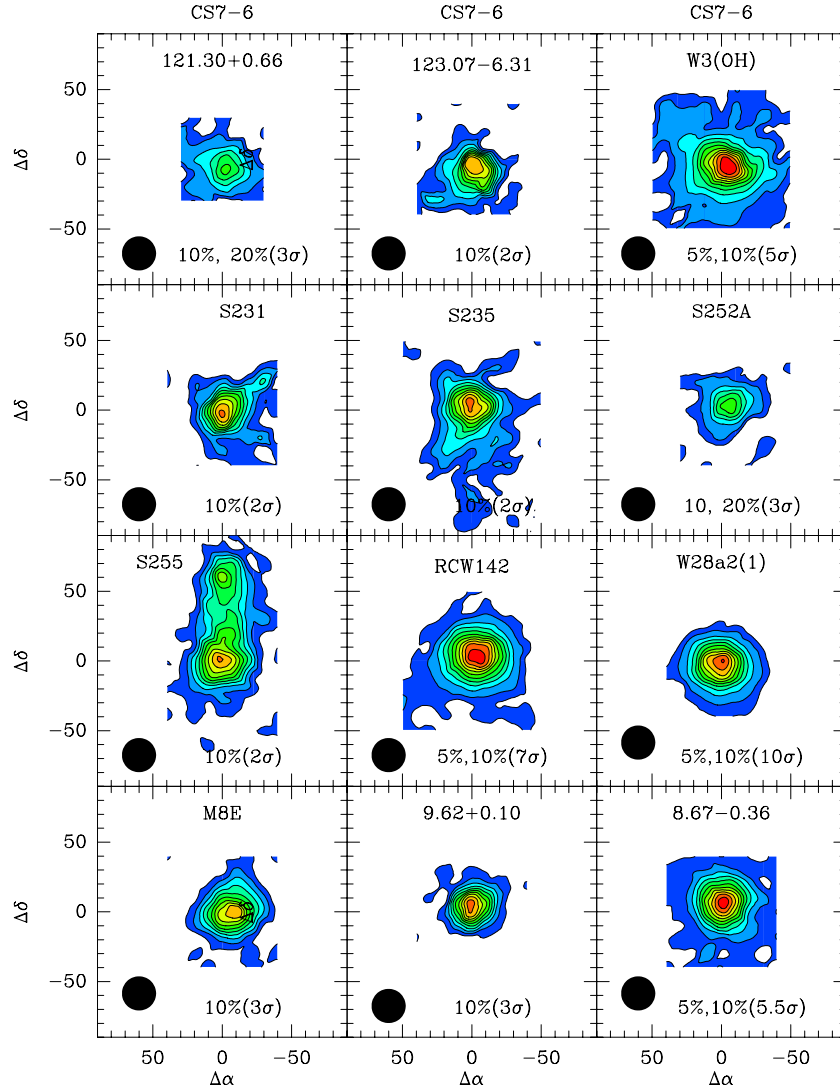 CS7-6 CS7-6 CS7-6
121.30+0.66 123.07-6.31 W3(OH)
50
Δδ 0 Δδ
-50
10%, 20%(3σ) 10%(2σ) 5%,10%(5σ)
S231 S235 S252A
50
Δδ 0
-50
10%(2σ) 10%(2σ) 10, 20%(3σ)
S255 RCW142 W28a2(1)
50
Δδ 0
-50
10%(2σ) 5%,10%(7σ) 5%,10%(10σ)
M8E 9.62+0.10 8.67-0.36
50
Δδ 0 Δδ
-50
10%(3σ) 10%(3σ) 5%,10%(5.5σ)
50 0 -50 50 0 -50 50 0 -50
Δα Δα Δα